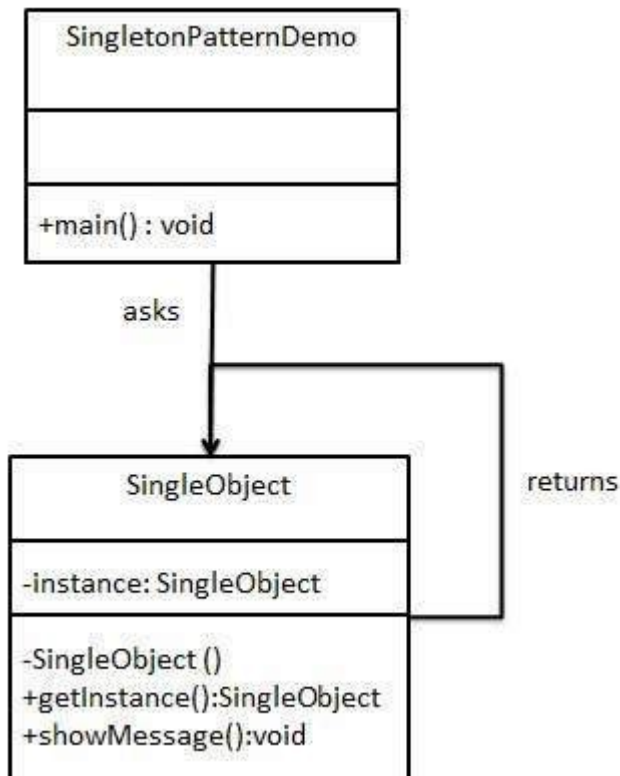 SingletonPatternDemo
+main() : void
asks
SingleObject
returns
-instance: SingleObject
-SingleObject ()
+getInstance():SingleObject
+showMessage():void